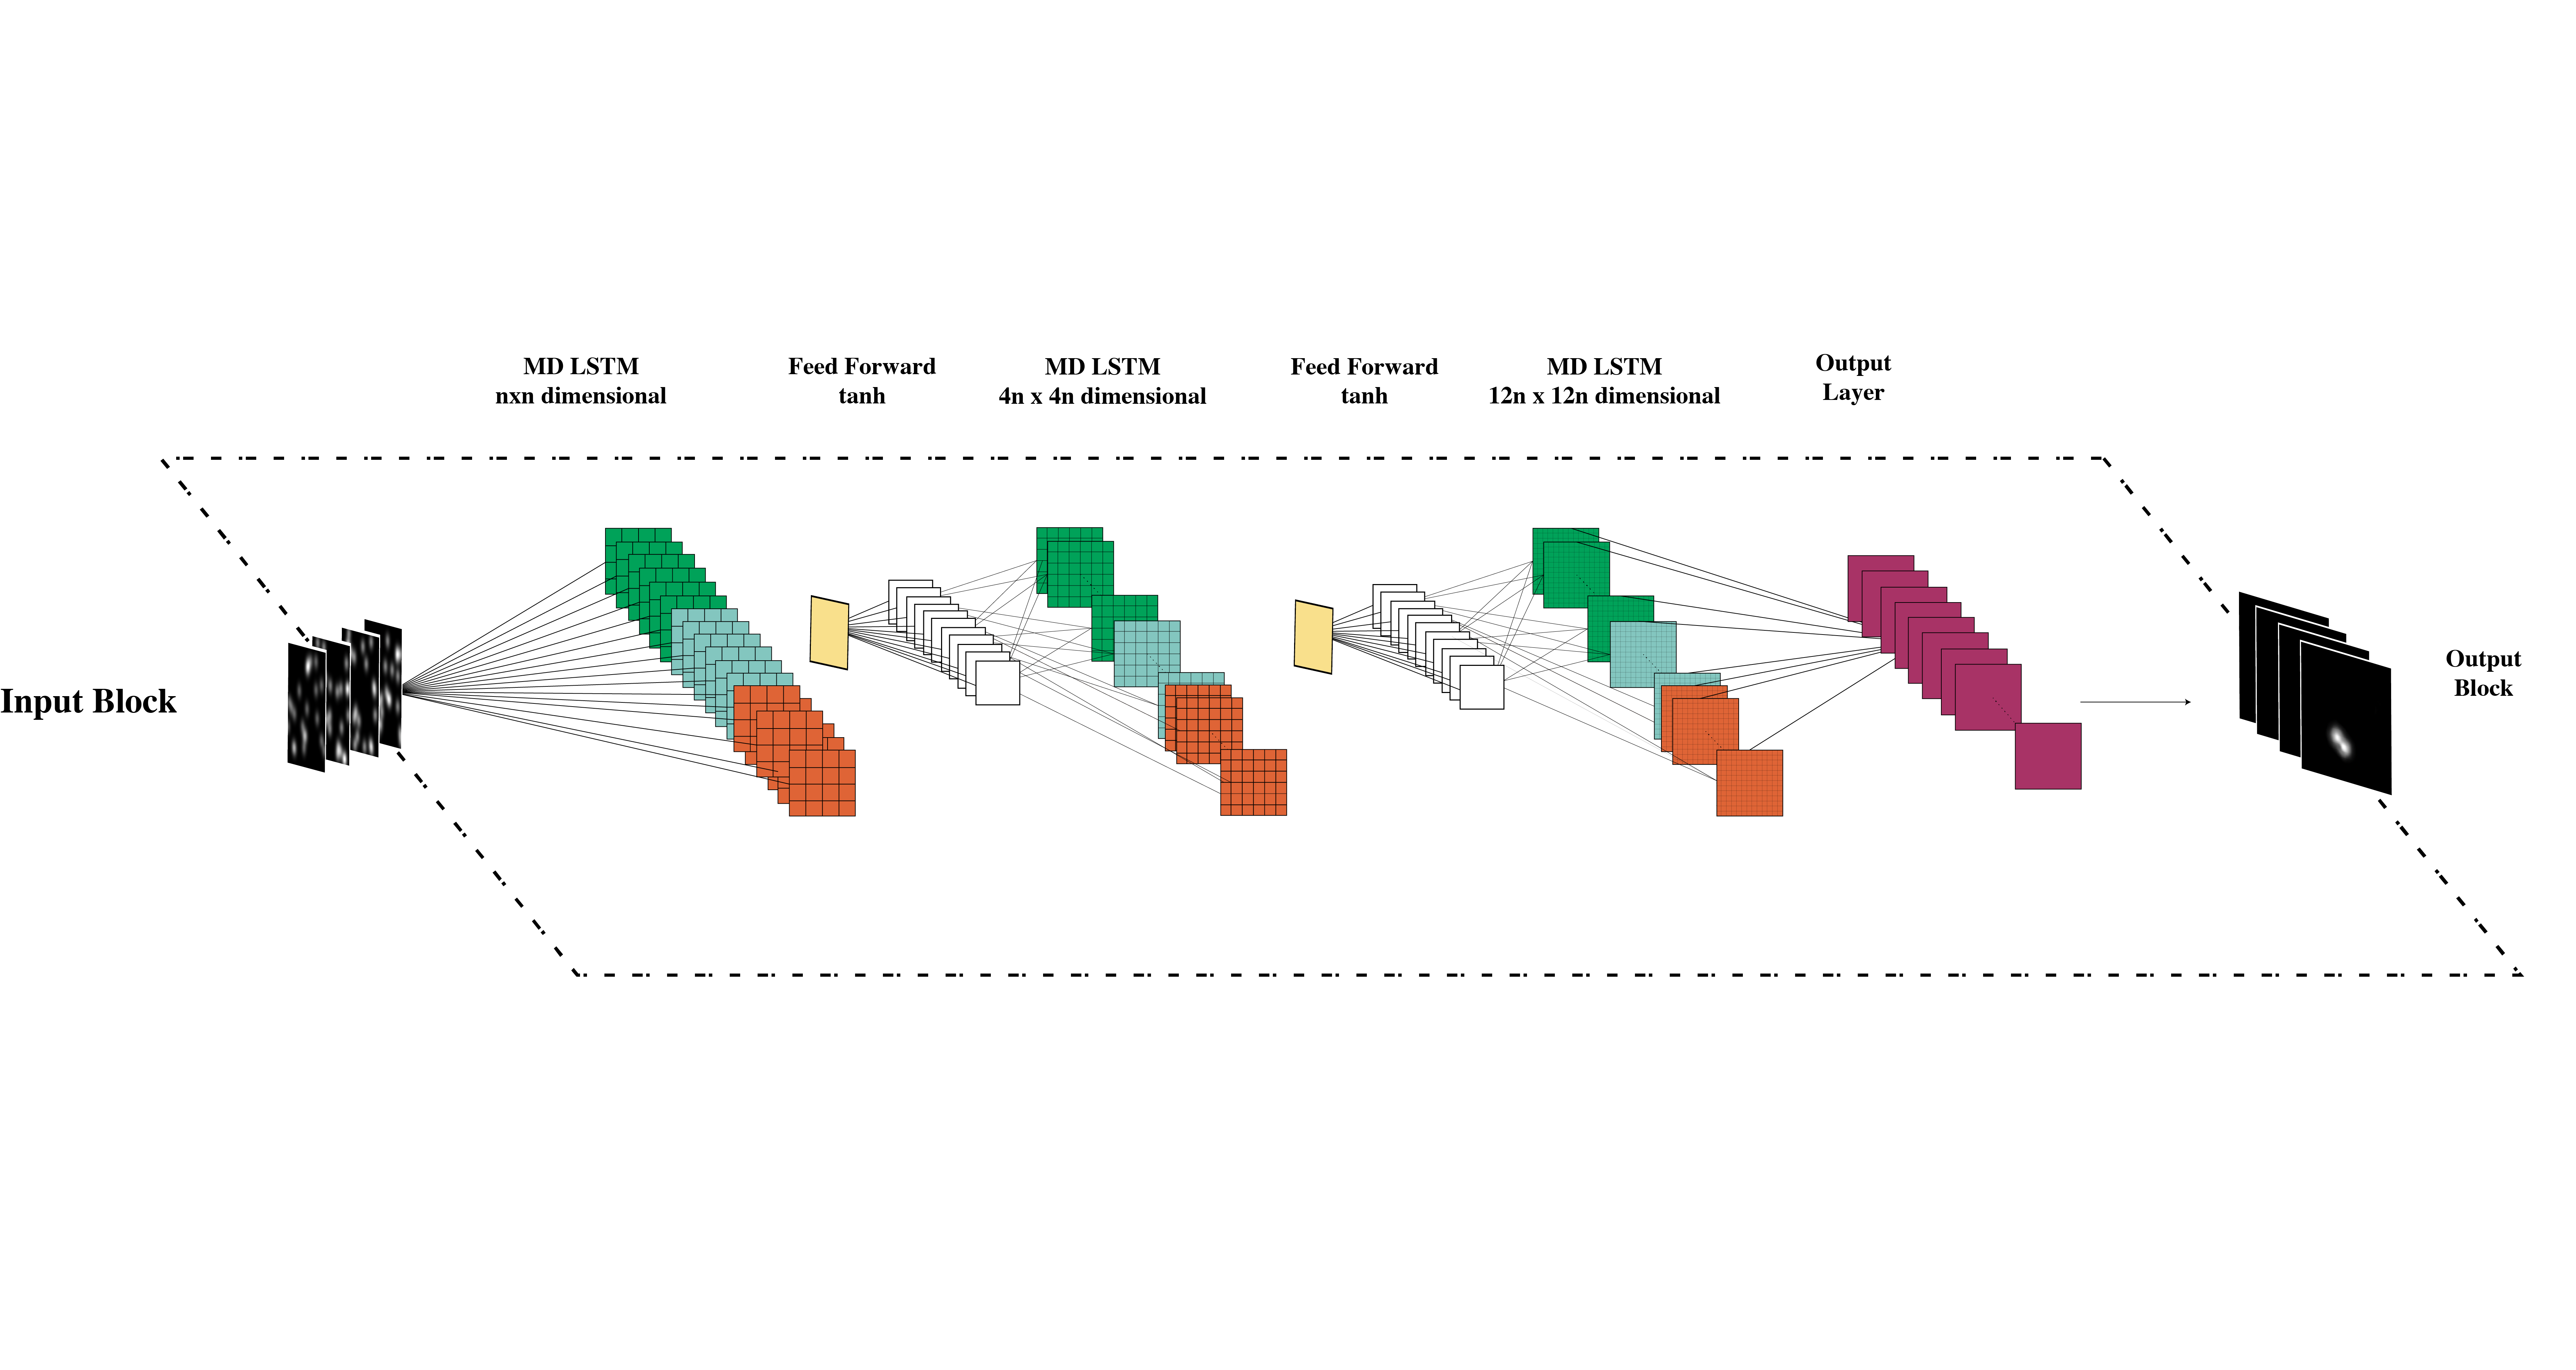 MD LSTM
nxn dimensional
Feed Forward
tanh
MD LSTM
4n x 4n dimensional
Feed Forward
tanh
MD LSTM
12n x 12n dimensional
Output
Layer
Input Block
Output
Block